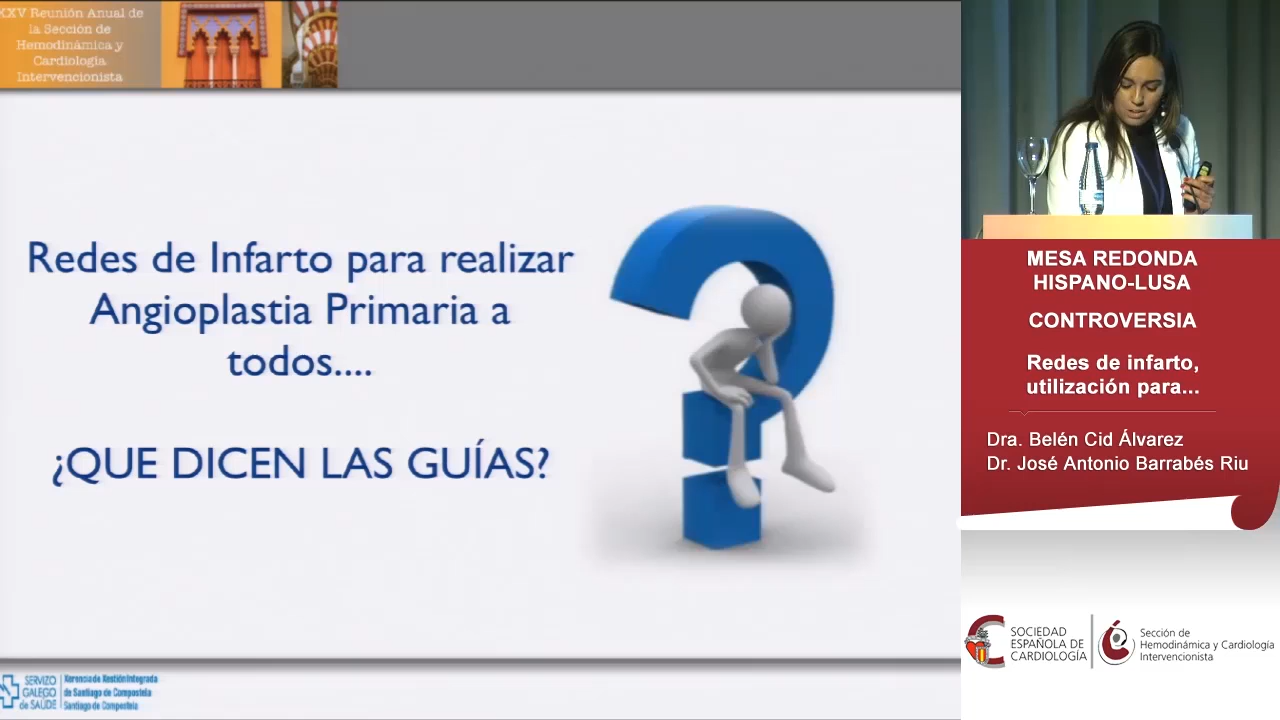 XXV Reunión Anual de
la Sección de
Hemodinámica y
Cardiología
Intervencionista
Redes de Infarto para realizar
Angioplastia Primaria a
todos....
¿QUE DICEN LAS GUÍAS?
SERVIZO
GALEGO
de SAÚDE
Xerencia de Xestión Integrada
de Santiago de Compostela
Santiago de Compostela
MESA REDONDA
HISPANO-LUSA
CONTROVERSIA
Redes de infarto,
utilización para...
Dra. Belén Cid Álvarez
Dr. José Antonio Barrabés Riu
SOCIEDAD
ESPAÑOLA DE
CARDIOLOGÍA
Sección de
Hemodinámica y Cardiología
Intervencionista